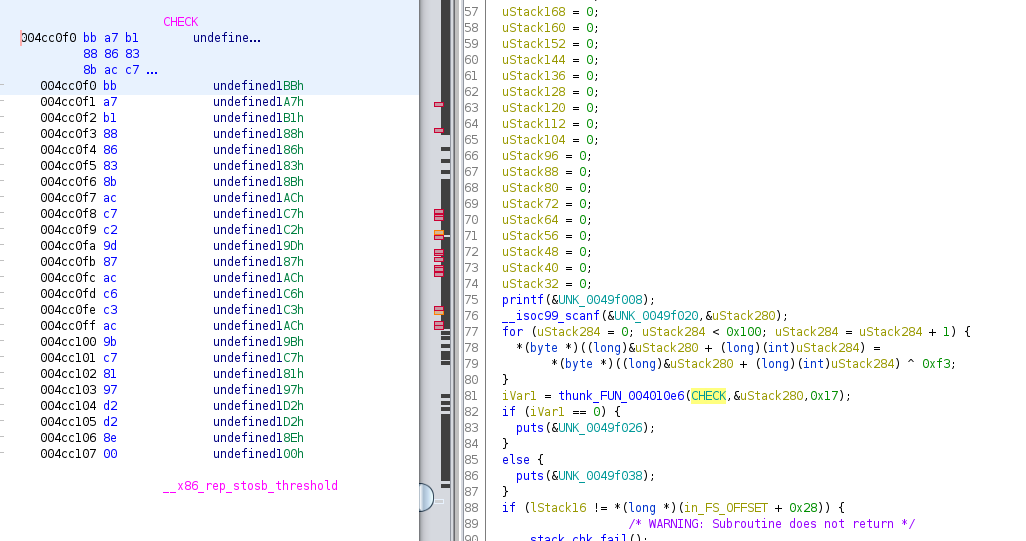 CHECK
004cc0f0 bb a7 b1 undefine...
88 86 83
8b ac c7 ...
004cc0f0 bb undefined1BBh
004cc0f1 a7 undefined1A7h
004cc0f2 b1 undefined1B1h
004cc0f3 88 undefined188h
004cc0f4 86 undefined186h
004cc0f5 83 undefined183h
004cc0f6 8b undefined18Bh
004cc0f7 ac undefined1ACh
004cc0f8 c7 undefined1C7h
004cc0f9 c2 undefined1C2h
004cc0fa 9d undefined19Dh
004cc0fb 87 undefined187h
004cc0fc ac undefined1ACh
004cc0fd c6 undefined1C6h
004cc0fe c3 undefined1C3h
004cc0ff ac undefined1ACh
004cc100 9b undefined19Bh
004cc101 c7 undefined1C7h
004cc102 81 undefined181h
004cc103 97 undefined197h
004cc104 d2 undefined1D2h
004cc105 d2 undefined1D2h
004cc106 8e undefined18Eh
004cc107 00 undefined100h
__x86_rep_stosb_threshold
57 uStack168 = 0;
58 uStack160 = 0;
59 uStack152 = 0;
60 uStack144 = 0;
61 uStack136 = 0;
62 uStack128 = 0;
63 uStack120 = 0;
64 uStack112 = 0;
65 uStack104 = 0;
66 uStack96 = 0;
67 uStack88 = 0;
68 uStack80 = 0;
69 uStack72 = 0;
70 uStack64 = 0;
71 uStack56 = 0;
72 uStack48 = 0;
73 uStack40 = 0;
74 uStack32 = 0;
75 printf(&UNK_0049f008);
76 __isoc99_scanf(&UNK_0049f020,&uStack280);
77 for (uStack284 = 0; uStack284 < 0x100; uStack284 = uStack284 + 1) {
78 *(byte *)((long)&uStack280 + (long)(int)uStack284) =
79 *(byte *)((long)&uStack280 + (long)(int)uStack284) ^ 0xf3;
80 }
81 iVar1 = thunk_FUN_004010e6(CHECK,&uStack280,0x17);
82 if (iVar1 == 0) {
83 puts(&UNK_0049f026);
84 }
85 else {
86 puts(&UNK_0049f038);
87 }
88 if (lStack16 != *(long *)(in_FS_OFFSET + 0x28)) {
89 /* WARNING: Subroutine does not return */
90 __stack_chk_fail();